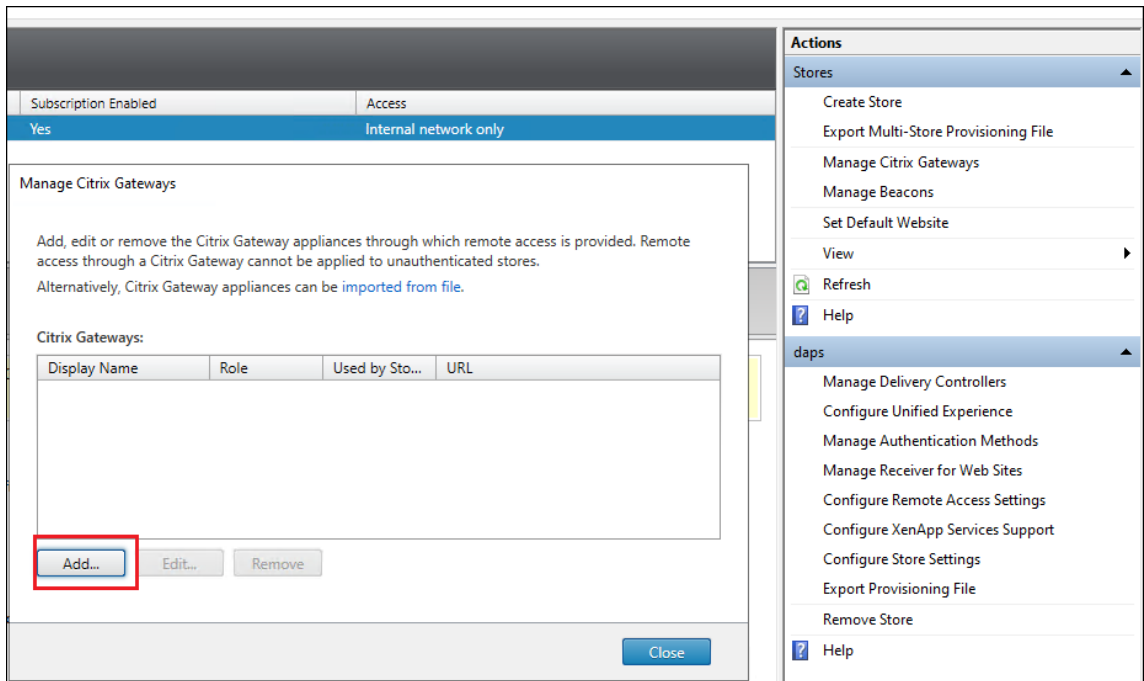 Subscription Enabled Access
Yes Internal network only
Manage Citrix Gateways
Add, edit or remove the Citrix Gateway appliances through which remote access is provided. Remote
access through a Citrix Gateway cannot be applied to unauthenticated stores.
Alternatively, Citrix Gateway appliances can be imported from file.
Citrix Gateways:
Display Name Role Used by Sto... URL
Add... Edit... Remove
Close
Actions
Stores
Create Store
Export Multi-Store Provisioning File
Manage Citrix Gateways
Manage Beacons
Set Default Website
View
Refresh
Help
daps
Manage Delivery Controllers
Configure Unified Experience
Manage Authentication Methods
Manage Receiver for Web Sites
Configure Remote Access Settings
Configure XenApp Services Support
Configure Store Settings
Export Provisioning File
Remove Store
Help